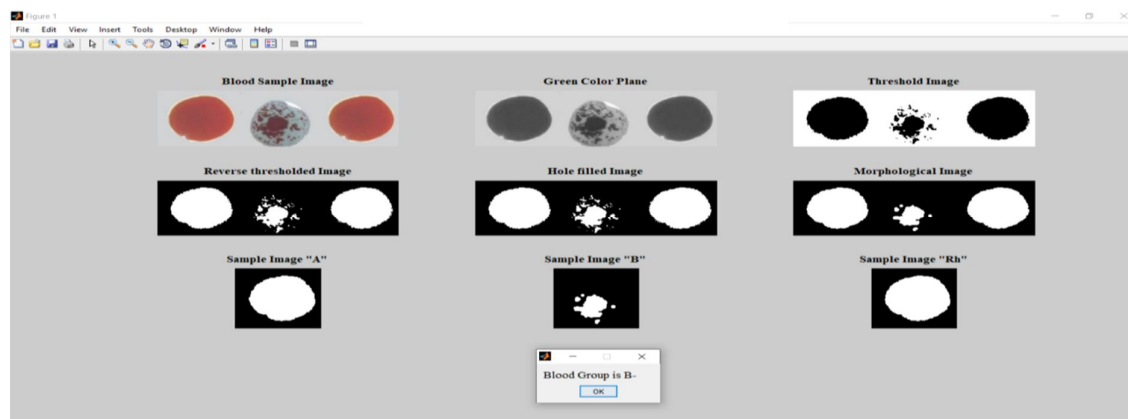 Figure 1
File Edit View Insert Tools Desktop Window Help
Blood Sample Image Green Color Plane Threshold Image
Reverse thresholded Image Hole filled Image Morphological Image
Sample Image "A" Sample Image "B" Sample Image "Rh"
Blood Group is B-
OK